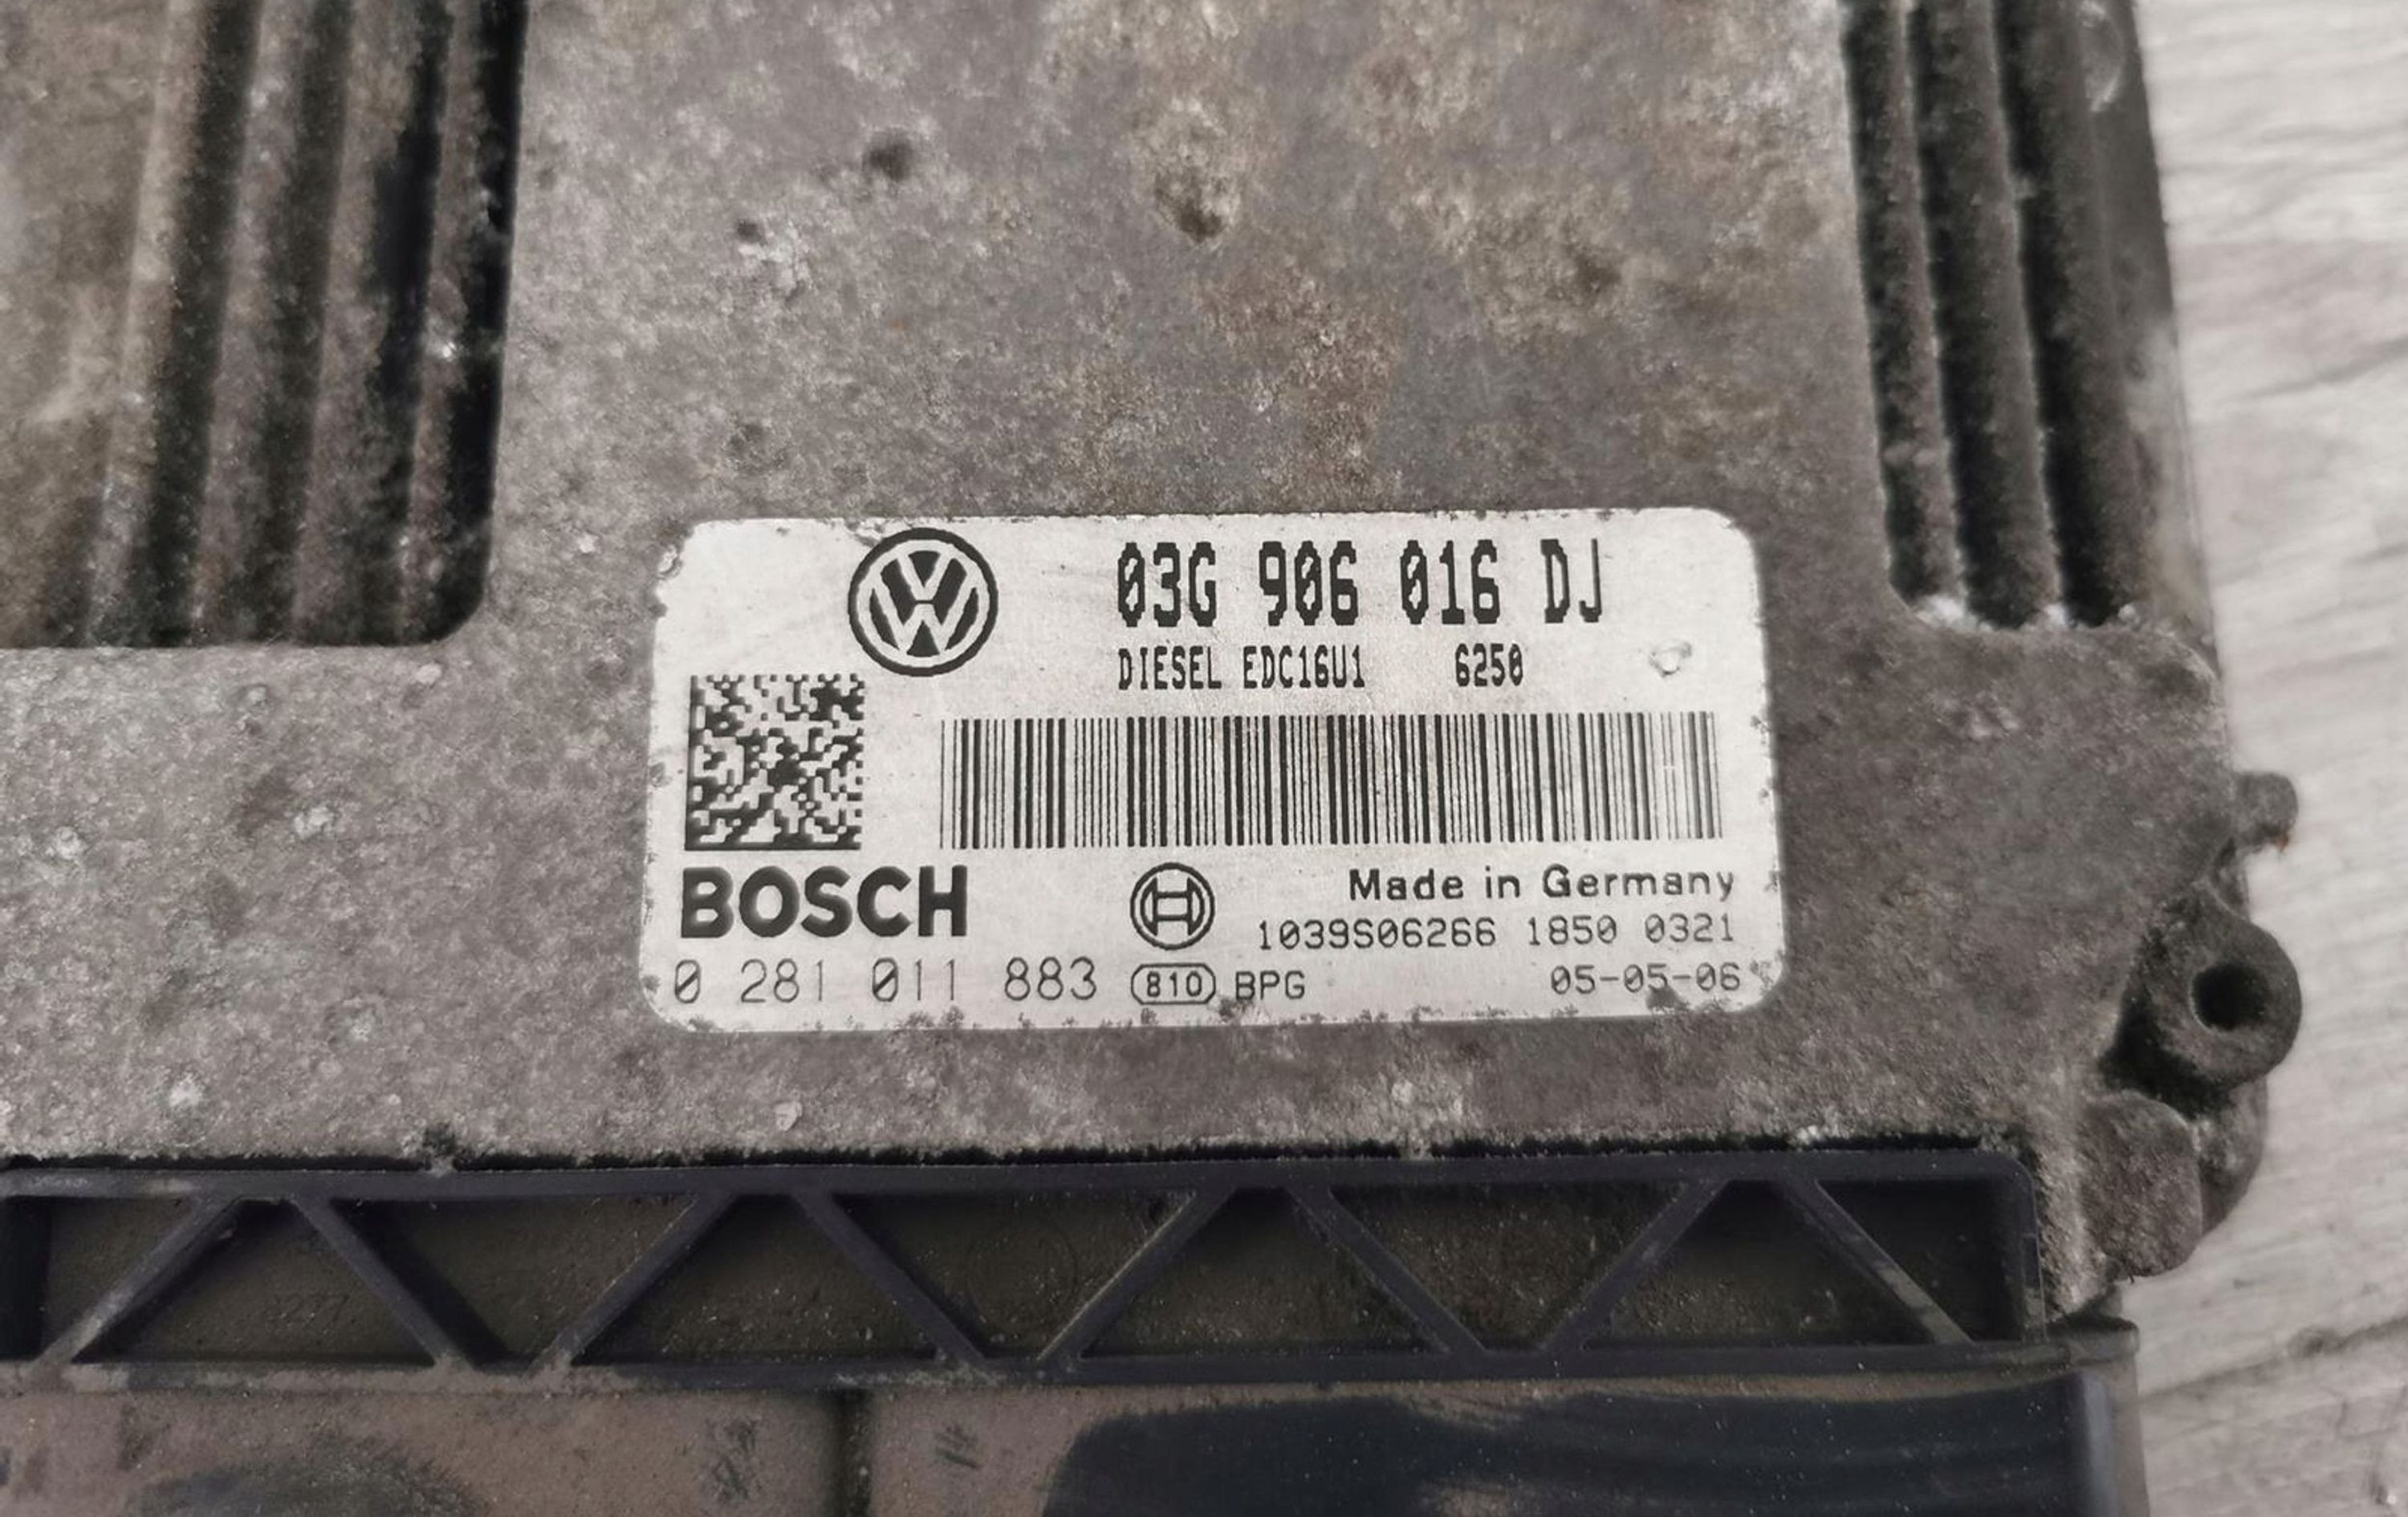 03G 906 016 DJ
DIESEL EDC16U1 6250
BOSCH
Made in Germany
1039S06266 1850 0321
0 281 011 883 810 BPG 05-05-06